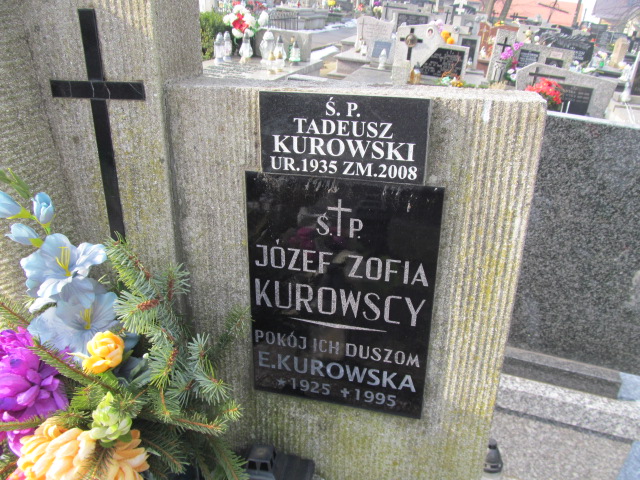 Ś. P.
TADEUSZ
KUROWSKI
UR.1935 ZM.2008
Ś.P.
JÓZEF ZOFIA
KUROWSCY
POKÓJ ICH DUSZOM
E.KUROWSKA
*1925 +1995